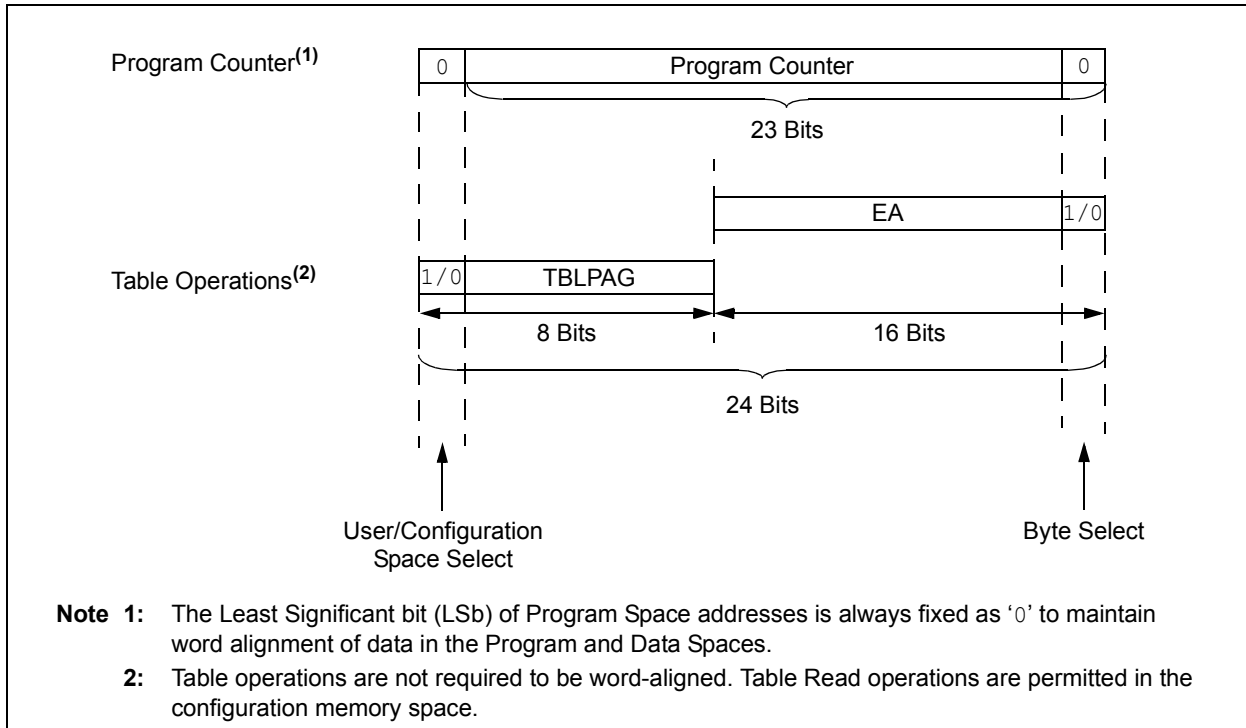 Program Counter(1)
0 Program Counter 0
23 Bits
EA 1/0
Table Operations(2)
1/0 TBLPAG
8 Bits 16 Bits
24 Bits
User/Configuration
Space Select
Byte Select
Note 1: The Least Significant bit (LSb) of Program Space addresses is always fixed as ‘0’ to maintain
word alignment of data in the Program and Data Spaces.
2: Table operations are not required to be word-aligned. Table Read operations are permitted in the
configuration memory space.